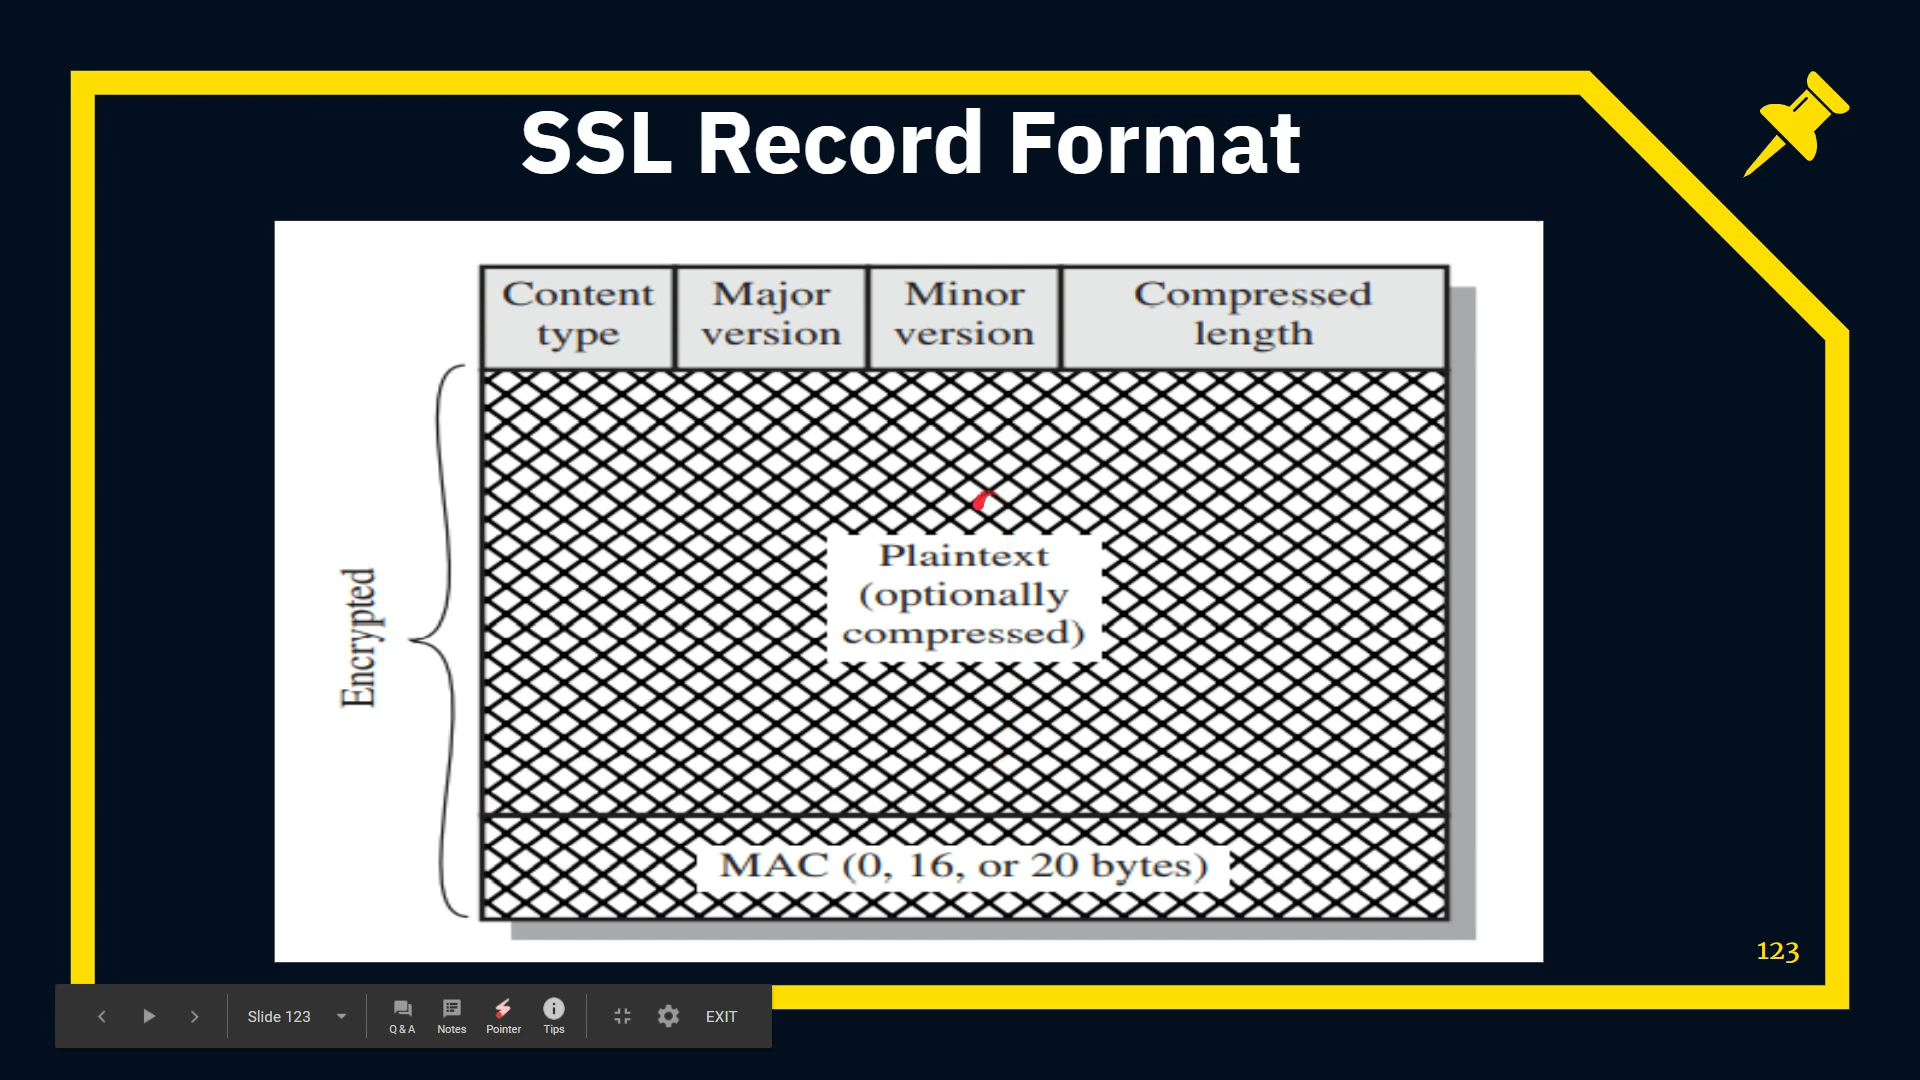 SSL Record Format
Content
type
Major
version
Minor
version
Compressed
length
Encrypted
Plaintext
(optionally
compressed)
MAC (0, 16, or 20 bytes)
123
Slide 123
Q & A
Notes
Pointer
Tips
EXIT